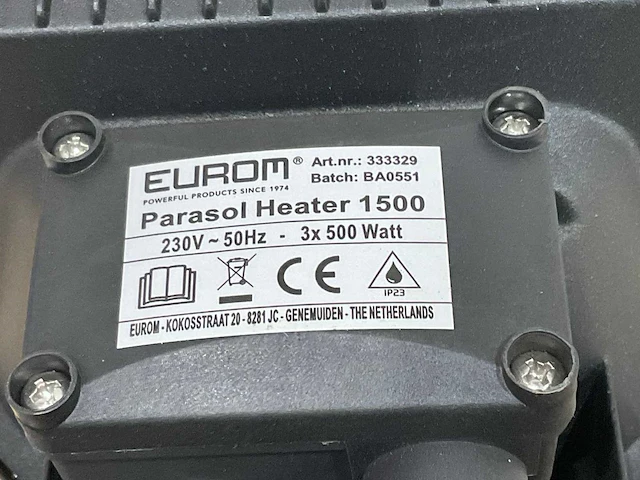 EUROM® Art.nr.: 333329
POWERFUL PRODUCTS SINCE 1974 Batch: BA0551
Parasol Heater 1500
230V ~ 50Hz - 3x 500 Watt
CE
IP23
EUROM - KOKOSSTRAAT 20 - 8281 JC - GENEMUIDEN - THE NETHERLANDS